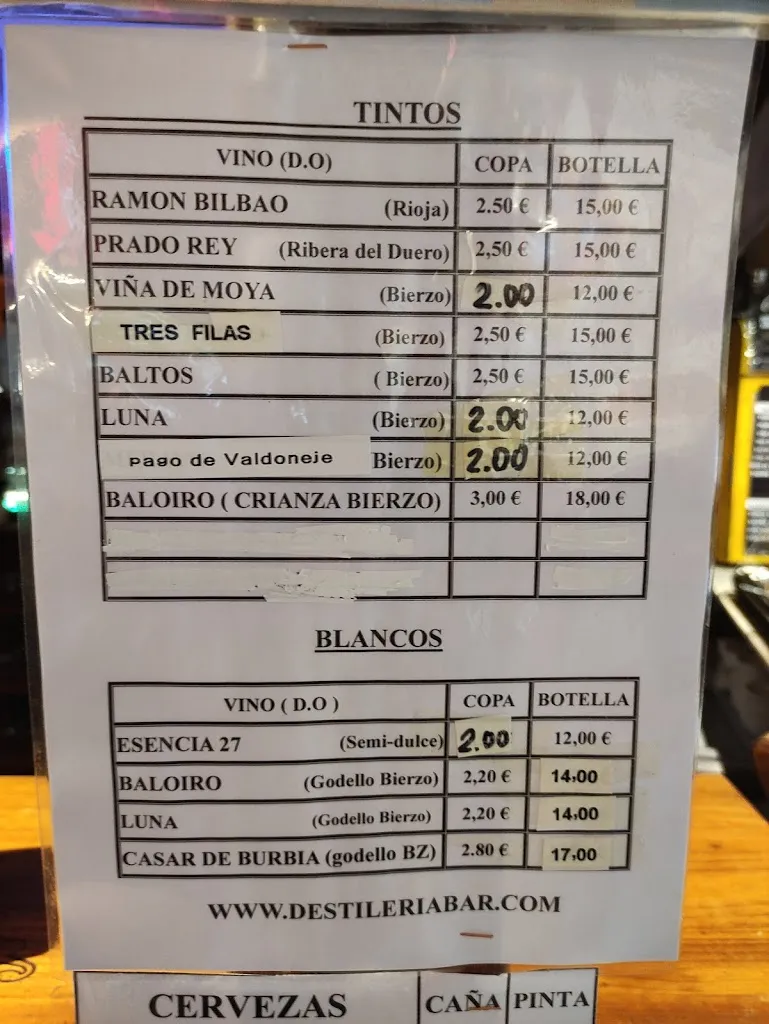 TINTOS
VINO (D.O) COPA BOTELLA
RAMON BILBAO (Rioja) 2.50 € 15,00 €
PRADO REY (Ribera del Duero) 2,50 € 15,00 €
VIÑA DE MOYA (Bierzo) 2.00 12,00 €
TRES FILAS (Bierzo) 2,50 € 15,00 €
BALTOS ( Bierzo) 2,50 € 15,00 €
LUNA (Bierzo) 2.00 12,00 €
pago de Valdoneje Bierzo) 2.00 12,00 €
BALOIRO ( CRIANZA BIERZO) 3,00 € 18,00 €
BLANCOS
VINO ( D.O ) COPA BOTELLA
ESENCIA 27 (Semi-dulce) 2.00 12,00 €
BALOIRO (Godello Bierzo) 2,20 € 14,00
LUNA (Godello Bierzo) 2,20 € 14,00
CASAR DE BURBIA (godello BZ) 2.80 € 17,00
WWW.DESTILERIABAR.COM
CERVEZAS CAÑA PINTA